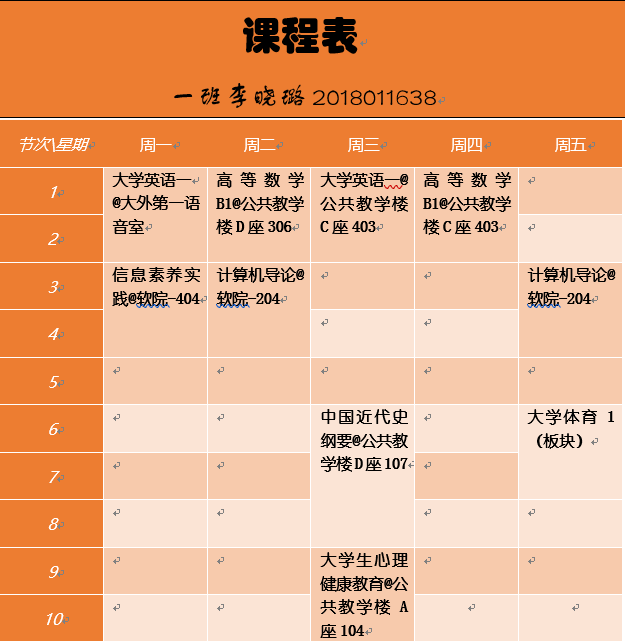 课程表
一班李晓璐 2018011638
节次\星期 周一 周二 周三 周四 周五
1
2
大学英语一
@大外第一语
音室
高等数学
B1@公共教学
楼D座306
大学英语一@
公共教学楼
C座403
高等数学
B1@公共教学
楼C座403
3
4
信息素养实
践@软院-404
计算机导论@
软院-204
计算机导论@
软院-204
5
6
7
8
中国近代史
纲要@公共教
学楼D座107
大学体育 1
（板块）
9
10
大学生心理
健康教育@公
共教学楼 A
座104